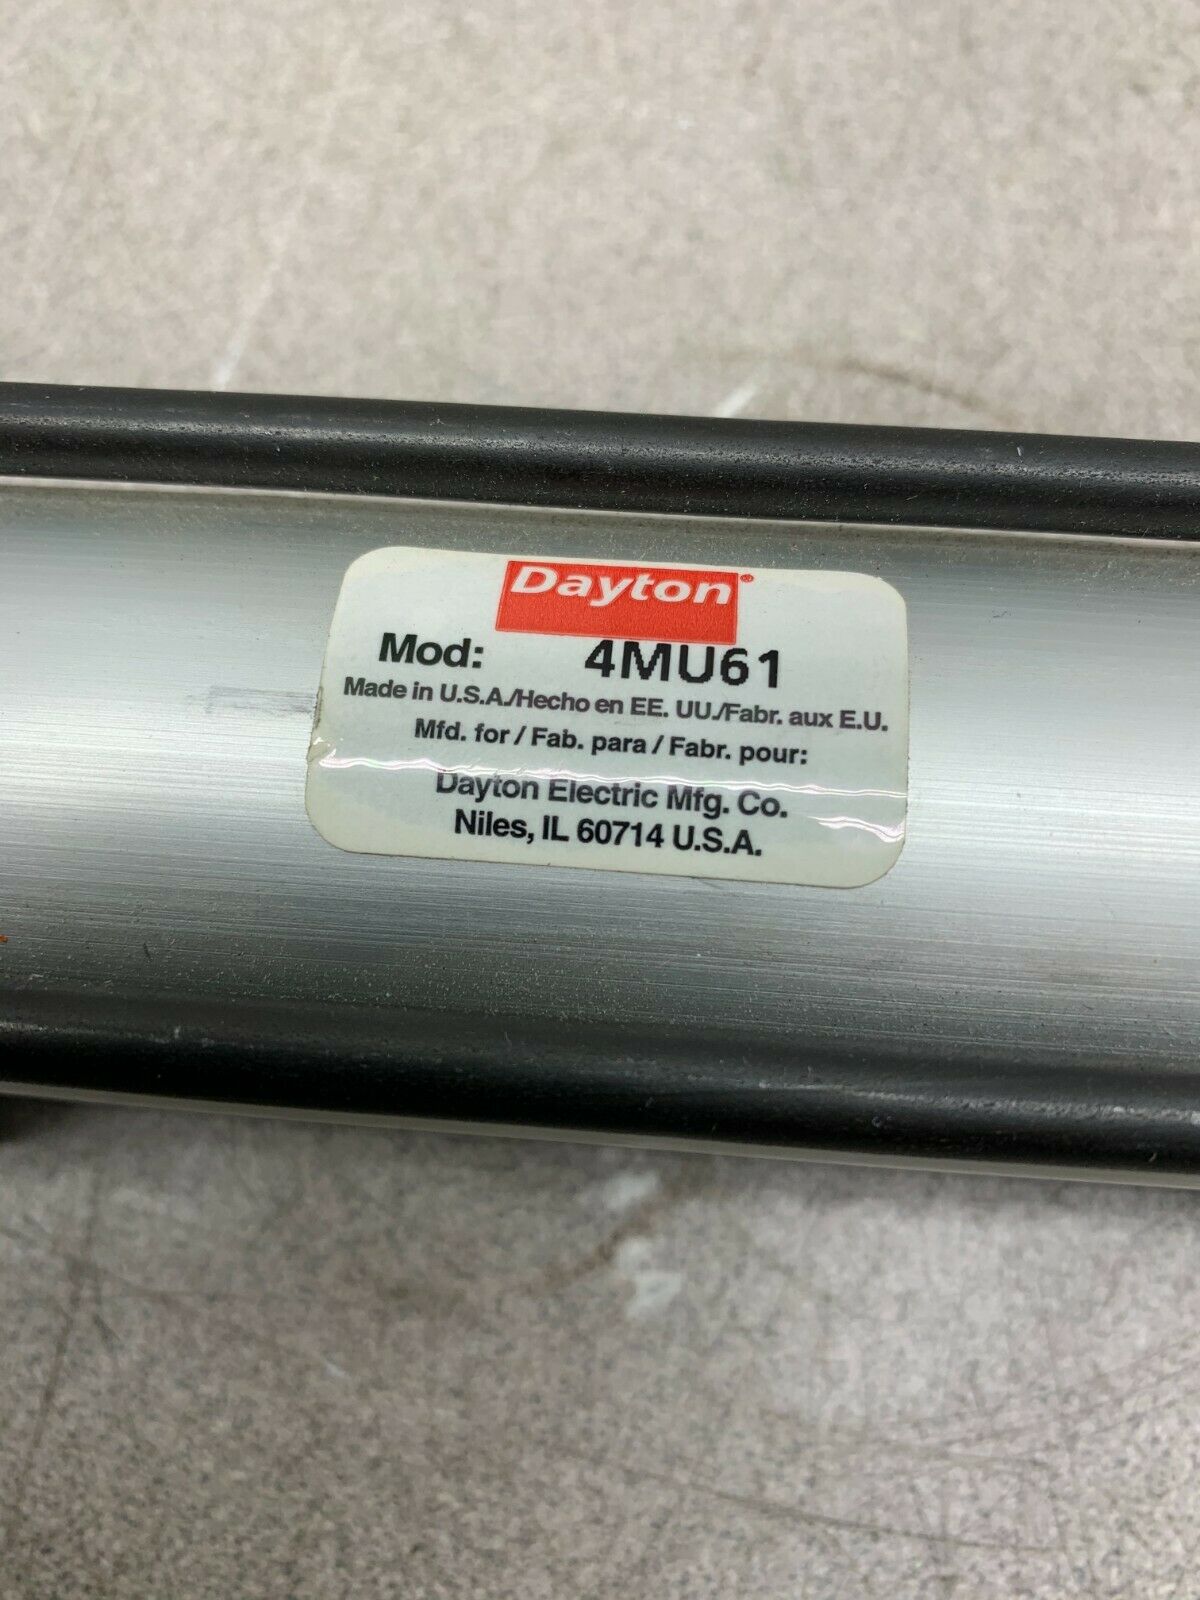 Dayton®
Mod: 4MU61
Made in U.S.A./Hecho en EE. UU./Fabr. aux E.U.
Mfd. for / Fab. para / Fabr. pour:
Dayton Electric Mfg. Co.
Niles, IL 60714 U.S.A.